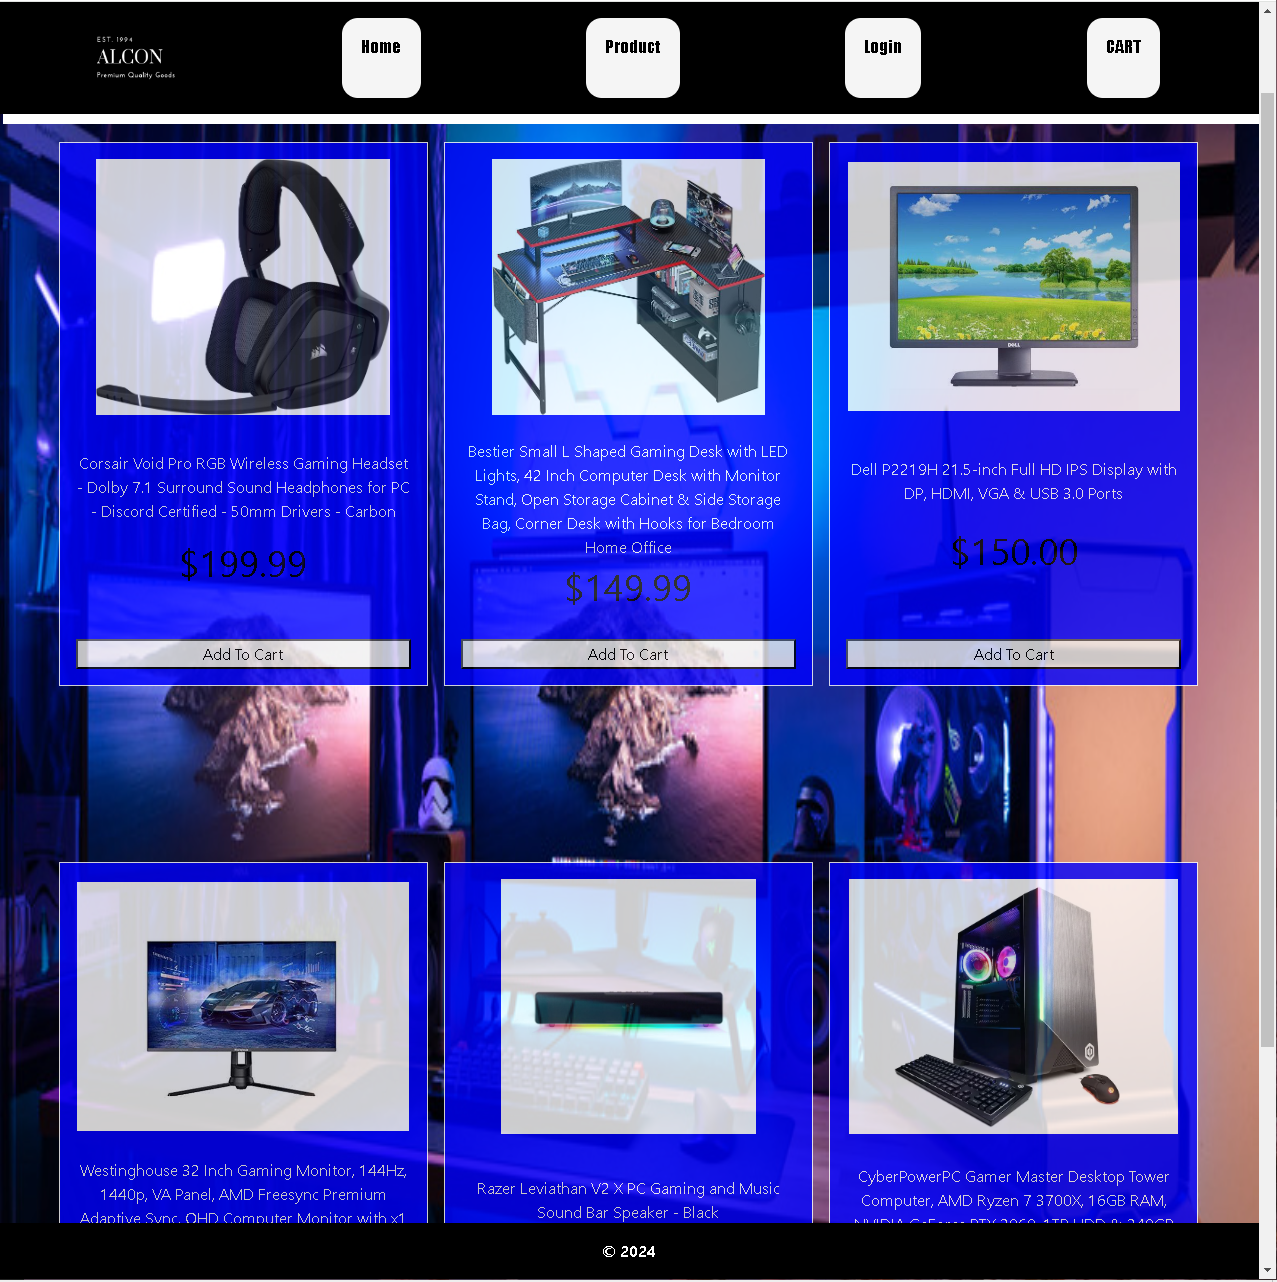 EST. 1994
ALCON
Premium Quality Goods
Home
Product
Login
CART
Corsair Void Pro RGB Wireless Gaming Headset
- Dolby 7.1 Surround Sound Headphones for PC
- Discord Certified - 50mm Drivers - Carbon
$199.99
Add To Cart
Bestier Small L Shaped Gaming Desk with LED
Lights, 42 Inch Computer Desk with Monitor
Stand, Open Storage Cabinet & Side Storage
Bag, Corner Desk with Hooks for Bedroom
Home Office
$149.99
Add To Cart
DELL
Dell P2219H 21.5-inch Full HD IPS Display with
DP, HDMI, VGA & USB 3.0 Ports
$150.00
Add To Cart
Westinghouse 32 Inch Gaming Monitor, 144Hz,
1440p, VA Panel, AMD Freesync Premium
Adaptive Sync, QHD Computer Monitor with x1
Razer Leviathan V2 X PC Gaming and Music
Sound Bar Speaker - Black
CyberPowerPC Gamer Master Desktop Tower
Computer, AMD Ryzen 7 3700X, 16GB RAM,
NVIDIA GeForce RTX 3060, 1TB HDD & 240GB
© 2024